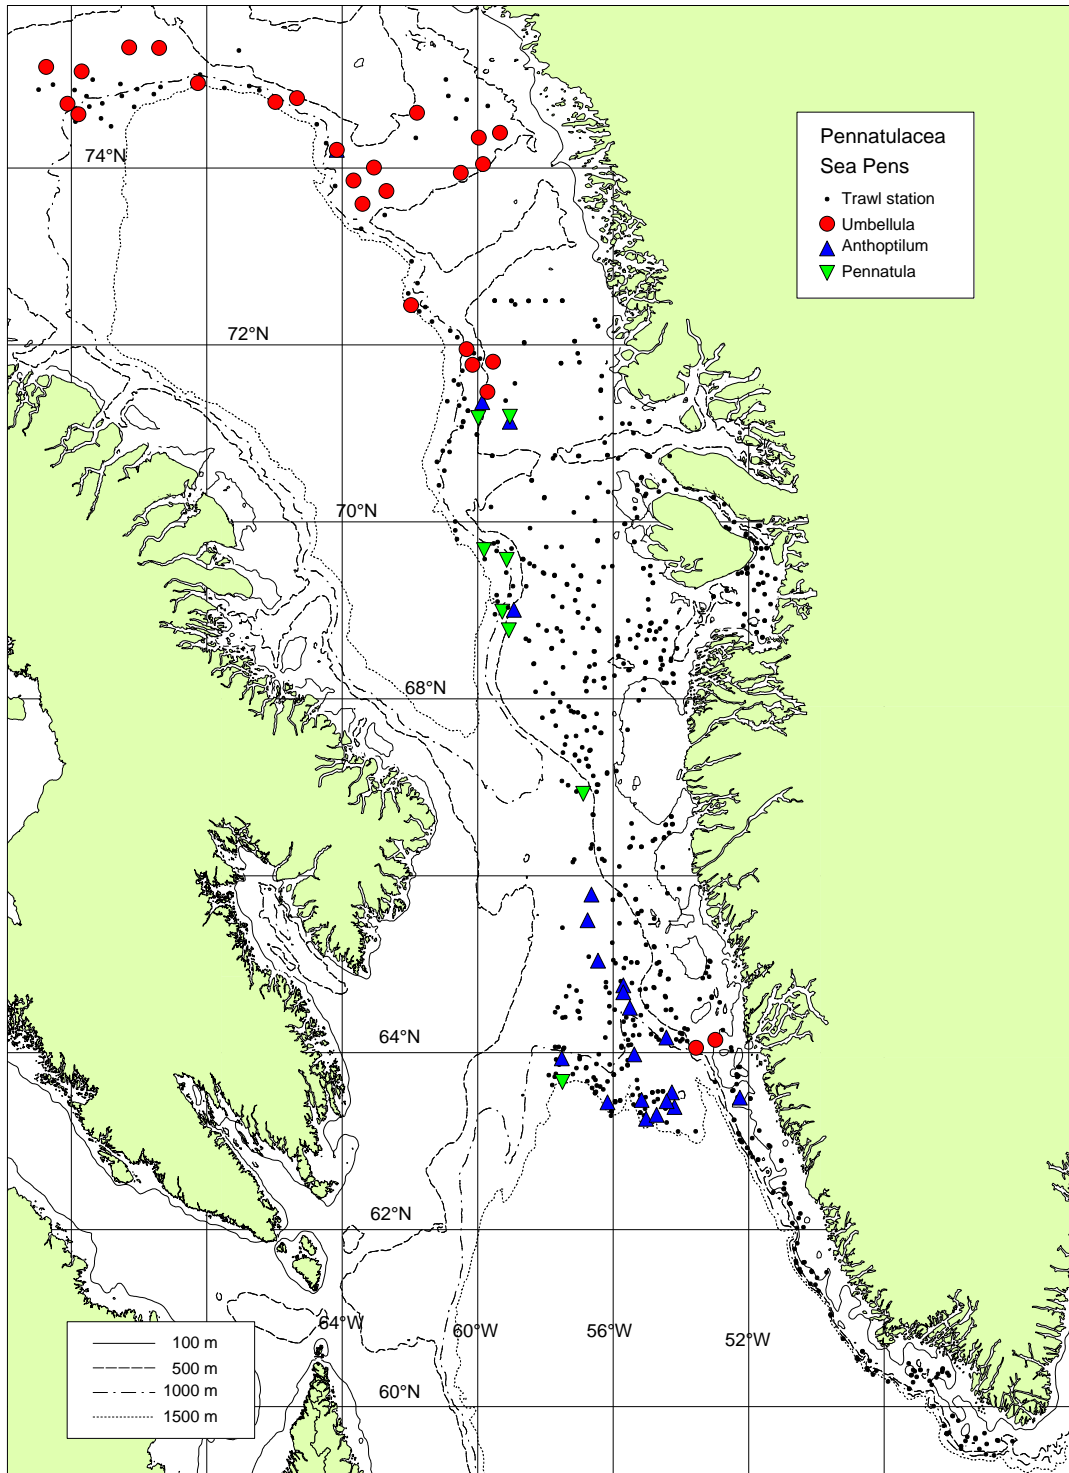 Pennatulacea
Sea Pens
Trawl station
Umbellula
Anthoptilum
Pennatula
74°N
72°N
70°N
68°N
64°N
62°N
64°W
60°W
56°W
52°W
60°N
100 m
500 m
1000 m
1500 m